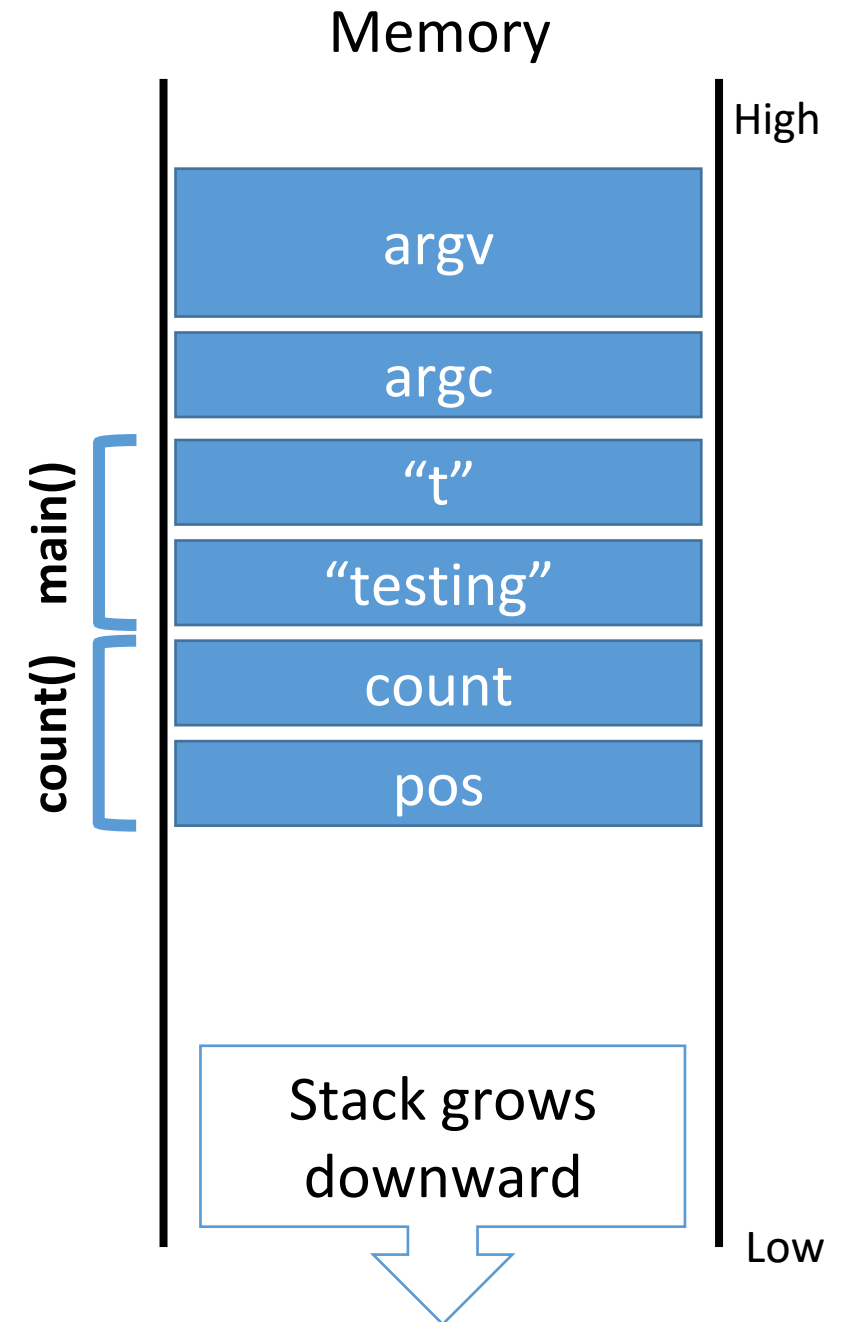 Memory
High
argv
argc
main()
“t”
“testing”
count()
count
pos
Stack grows
downward
Low